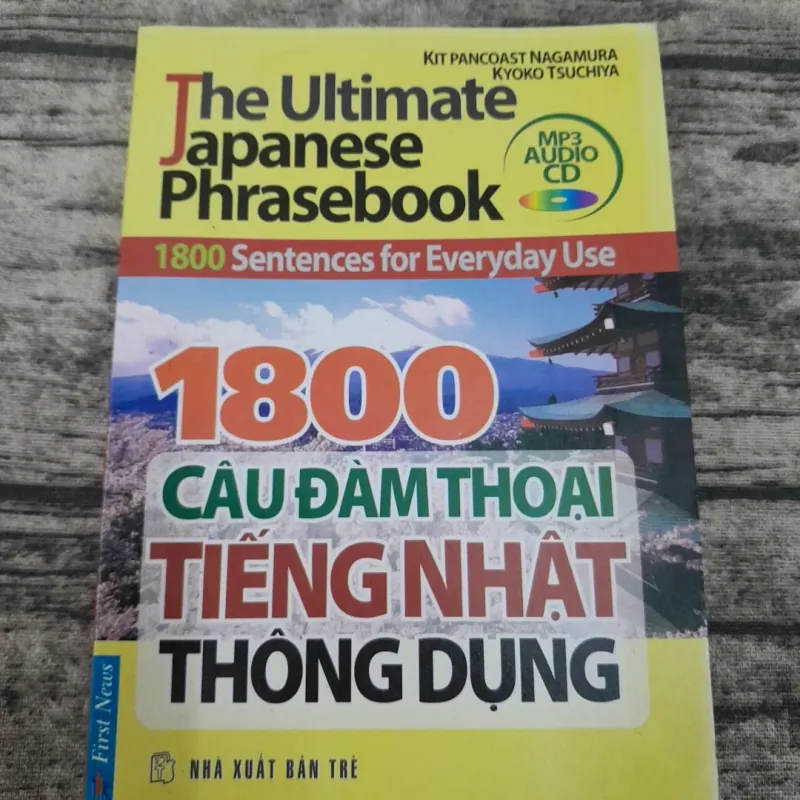 KIT PANCOAST NAGAMURA
KYOKO TSUCHIYA
The Ultimate
Japanese
Phrasebook
MP3
AUDIO
CD
1800 Sentences for Everyday Use
1800
CÂU ĐÀM THOẠI
TIẾNG NHẬT
THÔNG DỤNG
First News
NHÀ XUẤT BẢN TRẺ